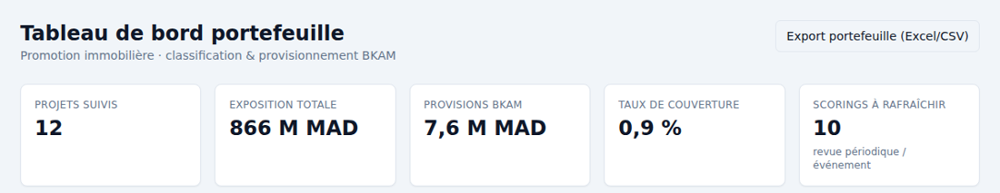 Tableau de bord portefeuille
Promotion immobilière · classification & provisionnement BKAM
Export portefeuille (Excel/CSV)
PROJETS SUIVIS
12
EXPOSITION TOTALE
866 M MAD
PROVISIONS BKAM
7,6 M MAD
TAUX DE COUVERTURE
0,9 %
SCORINGS À RAFRAÎCHIR
10
revue périodique /
événement